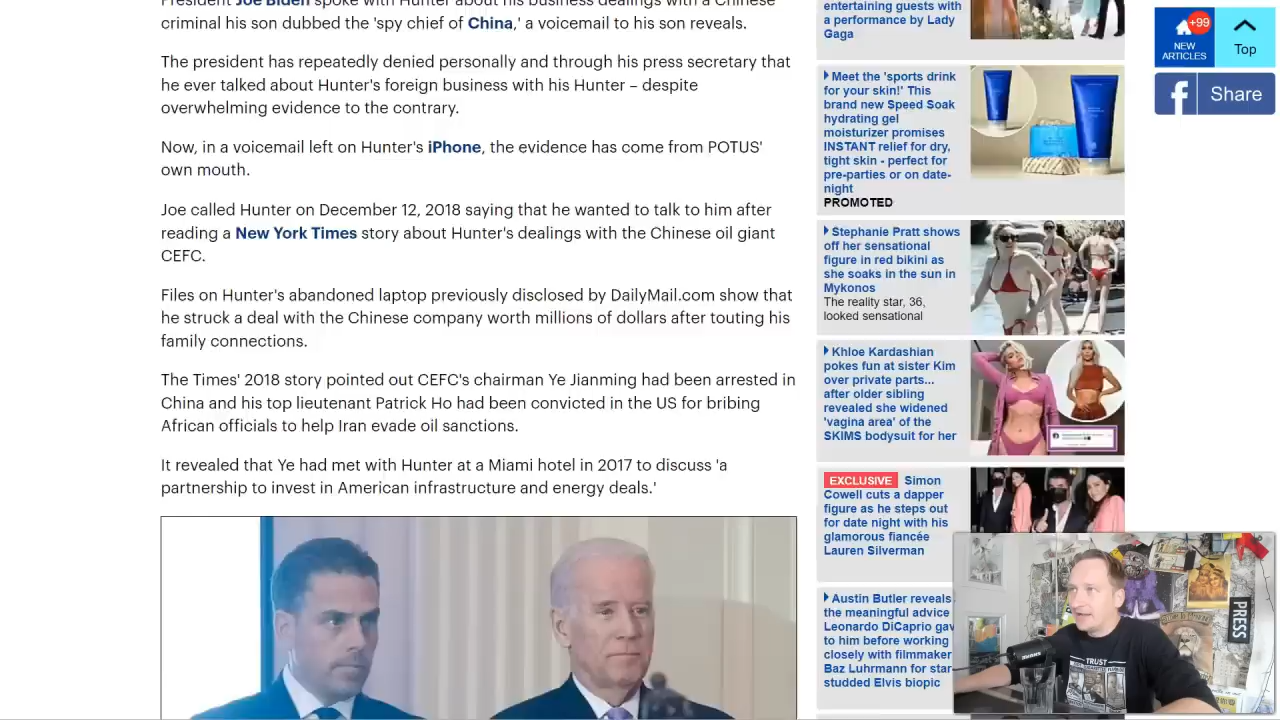 President Joe Biden spoke with Hunter about his business dealings with a Chinese
criminal his son dubbed the 'spy chief of China,' a voicemail to his son reveals.
The president has repeatedly denied personally and through his press secretary that
he ever talked about Hunter's foreign business with his Hunter – despite
overwhelming evidence to the contrary.
Now, in a voicemail left on Hunter's iPhone, the evidence has come from POTUS'
own mouth.
Joe called Hunter on December 12, 2018 saying that he wanted to talk to him after
reading a New York Times story about Hunter's dealings with the Chinese oil giant
CEFC.
Files on Hunter's abandoned laptop previously disclosed by DailyMail.com show that
he struck a deal with the Chinese company worth millions of dollars after touting his
family connections.
The Times' 2018 story pointed out CEFC's chairman Ye Jianming had been arrested in
China and his top lieutenant Patrick Ho had been convicted in the US for bribing
African officials to help Iran evade oil sanctions.
It revealed that Ye had met with Hunter at a Miami hotel in 2017 to discuss 'a
partnership to invest in American infrastructure and energy deals.'
entertaining guests with
a performance by Lady
Gaga
Meet the 'sports drink
for your skin!' This
brand new Speed Soak
hydrating gel
moisturizer promises
INSTANT relief for dry,
tight skin - perfect for
pre-parties or on date-
night
PROMOTED
Stephanie Pratt shows
off her sensational
figure in red bikini as
she soaks in the sun in
Mykonos
The reality star, 36,
looked sensational
Khloe Kardashian
pokes fun at sister Kim
over private parts...
after older sibling
revealed she widened
'vagina area' of the
SKIMS bodysuit for her
EXCLUSIVE Simon
Cowell cuts a dapper
figure as he steps out
for date night with his
glamorous fiancée
Lauren Silverman
Austin Butler reveals
the meaningful advice
Leonardo DiCaprio gav
to him before working
closely with filmmaker
Baz Luhrmann for star
studded Elvis biopic
+99
NEW
ARTICLES
Top
f Share
PRESS
TRUST